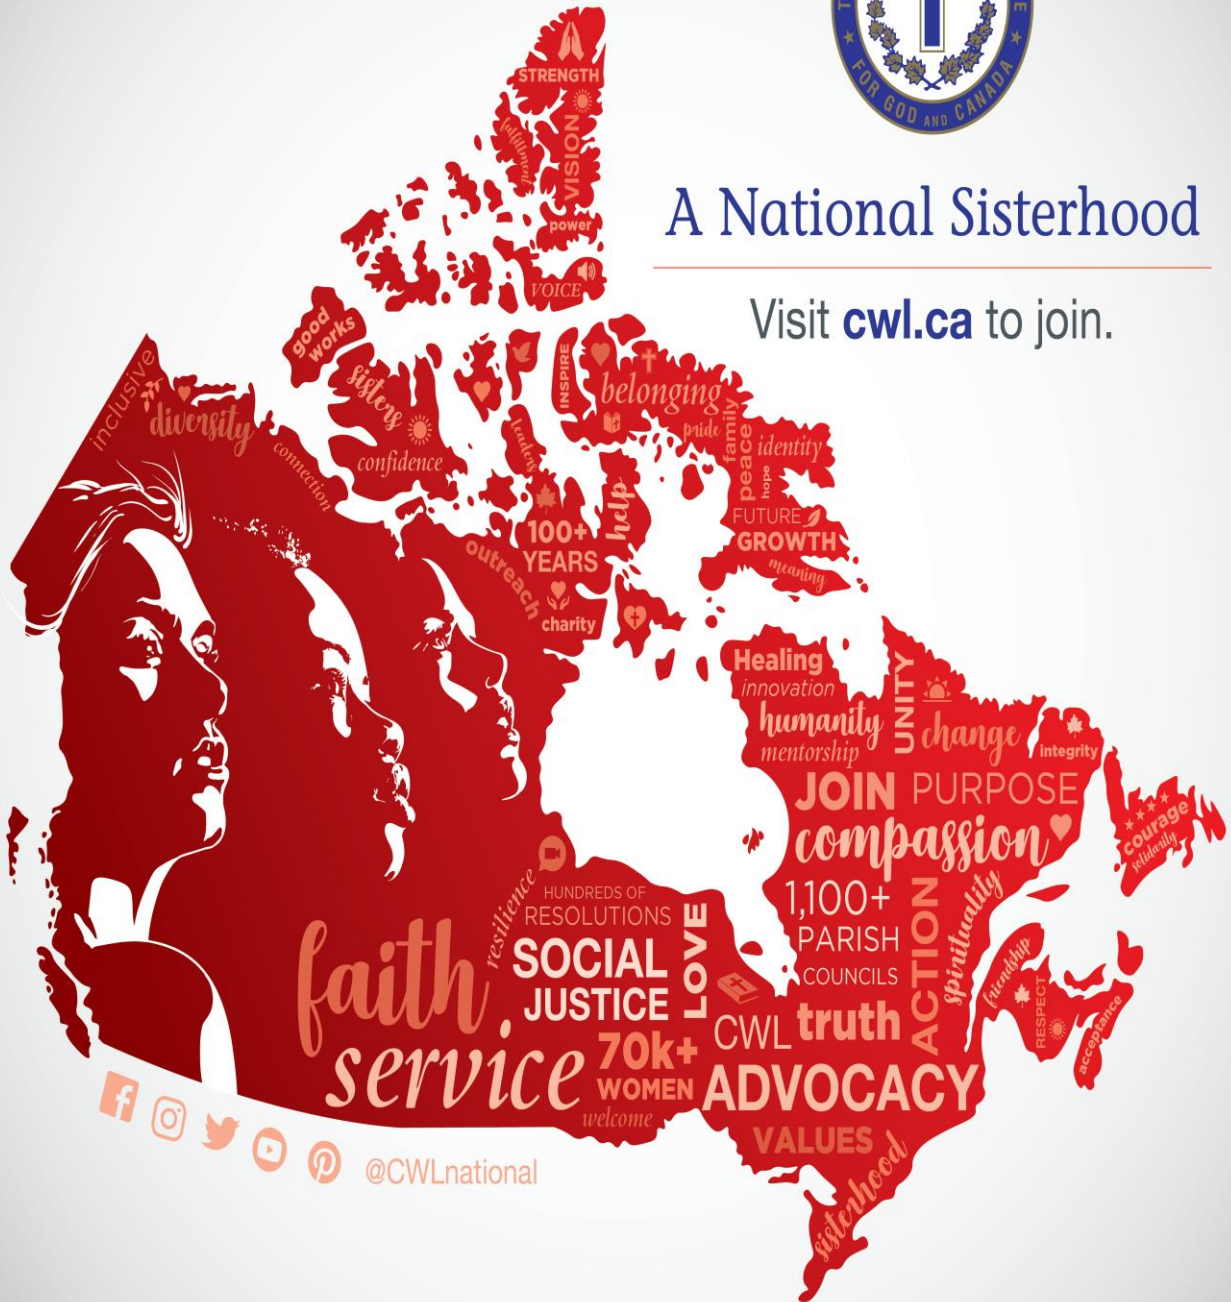 FOR GOD AND CANADA
A National Sisterhood
Visit cwl.ca to join.
STRENGTH
fulfillment
VISION
power
VOICE
good
works
inclusive
diversity
connection
sisters
confidence
leaders
INSPIRE
belonging
pride
family
peace
hope
identity
FUTURE
GROWTH
meaning
100+
YEARS
help
outreach
charity
Healing
innovation
humanity
mentorship
UNITY
change
integrity
JOIN PURPOSE
compassion
courage
solidarity
1,100+
PARISH
COUNCILS
ACTION
spirituality
friendship
RESPECT
acceptance
resilience
HUNDREDS OF
RESOLUTIONS
SOCIAL
JUSTICE
LOVE
faith
service
70k+
WOMEN
welcome
CWL truth
ADVOCACY
VALUES
sisterhood
@CWLnational